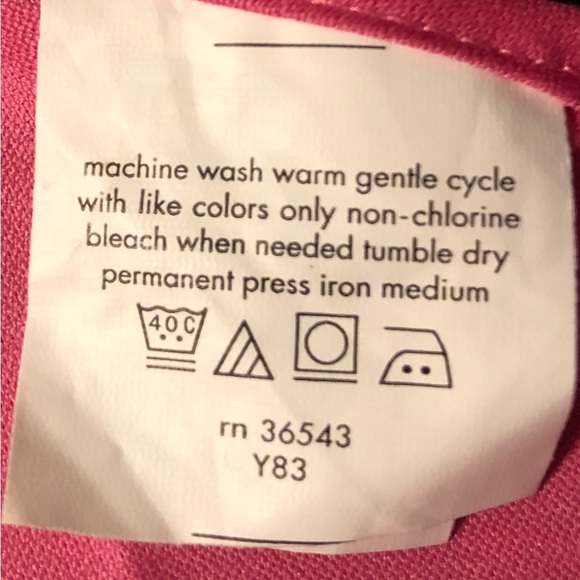 machine wash warm gentle cycle
with like colors only non-chlorine
bleach when needed tumble dry
permanent press iron medium
40C
rn 36543
Y83